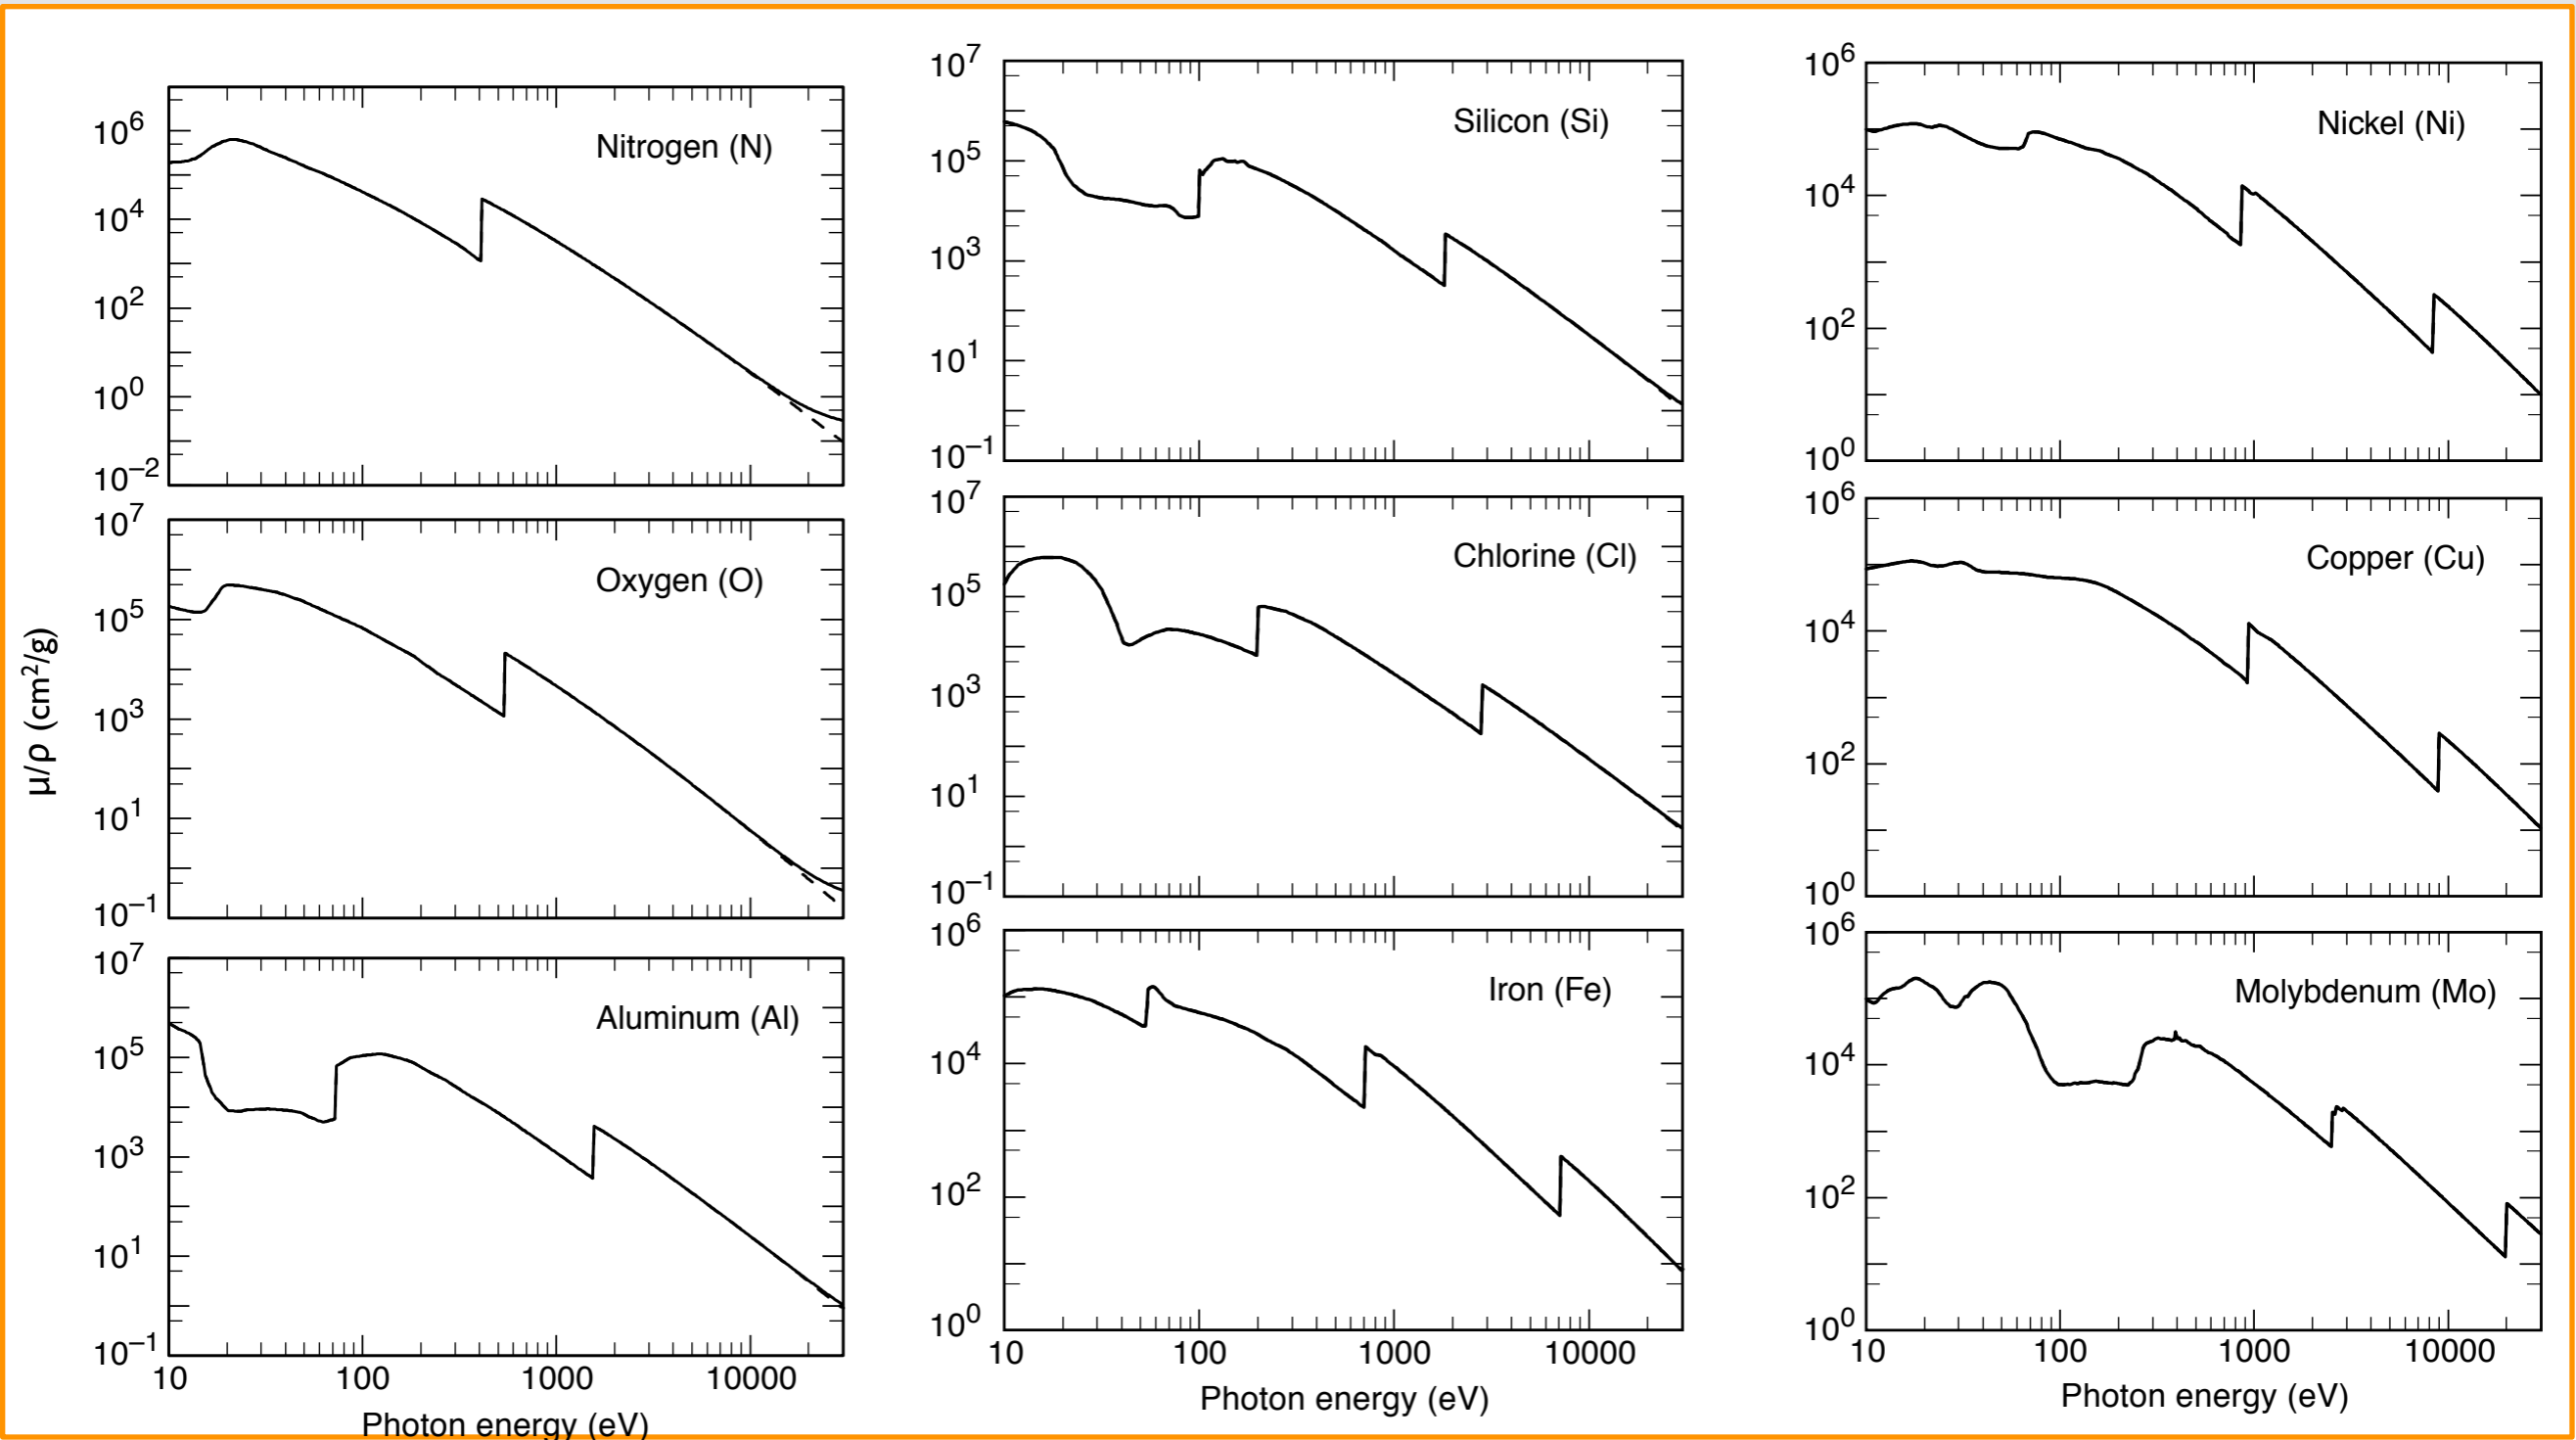 μ/ρ (cm²/g)
Nitrogen (N)
10⁶
10⁴
10²
10⁰
10⁻²
Oxygen (O)
10⁷
10⁵
10³
10¹
10⁻¹
Aluminum (Al)
10⁷
10⁵
10³
10¹
10⁻¹
10 100 1000 10000
Photon energy (eV)
Silicon (Si)
10⁷
10⁵
10³
10¹
10⁻¹
Chlorine (Cl)
10⁷
10⁵
10³
10¹
10⁻¹
Iron (Fe)
10⁶
10⁴
10²
10⁰
10 100 1000 10000
Photon energy (eV)
Nickel (Ni)
10⁶
10⁴
10²
10⁰
Copper (Cu)
10⁶
10⁴
10²
10⁰
Molybdenum (Mo)
10⁶
10⁴
10²
10⁰
10 100 1000 10000
Photon energy (eV)